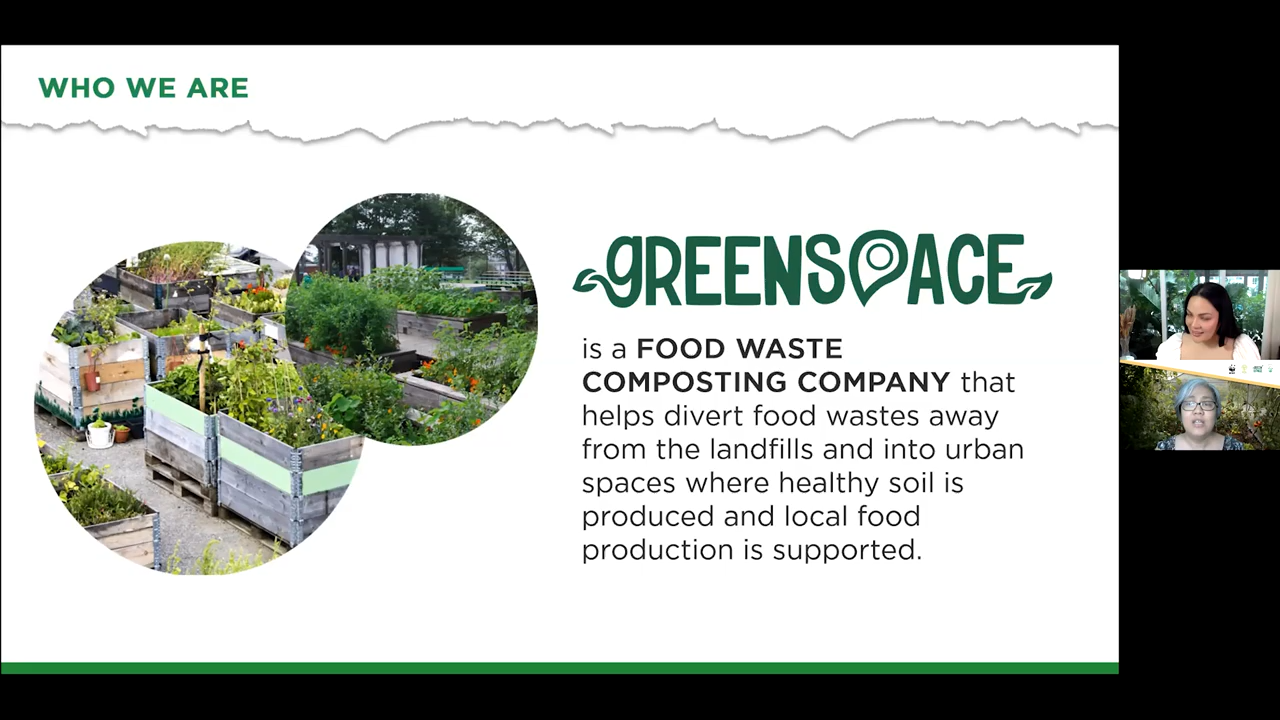 WHO WE ARE
GREENSPACE
is a FOOD WASTE
COMPOSTING COMPANY that
helps divert food wastes away
from the landfills and into urban
spaces where healthy soil is
produced and local food
production is supported.